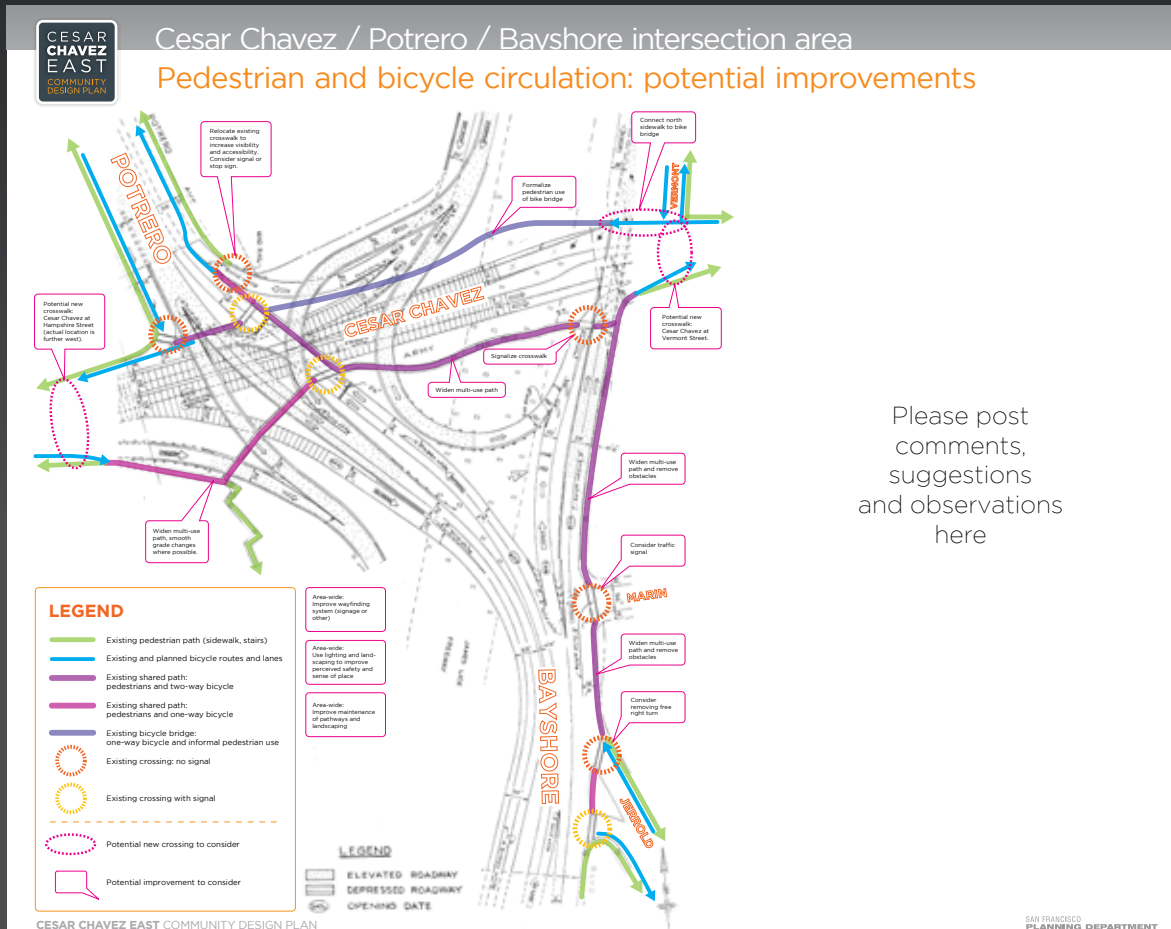 CESAR
CHAVEZ
EAST
COMMUNITY
DESIGN PLAN
Cesar Chavez / Potrero / Bayshore intersection area
Pedestrian and bicycle circulation: potential improvements
Relocate existing
crosswalk to
increase visibility
and accessibility.
Consider signal or
stop sign.
Connect north
sidewalk to bike
bridge
Formalize
pedestrian use
of bike bridge
POTRERO
VERMONT
Potential new
crosswalk:
Cesar Chavez at
Hampshire Street
(actual location is
further west).
CESAR CHAVEZ
ARMY
Signalize crosswalk
Potential new
crosswalk:
Cesar Chavez at
Vermont Street.
Widen multi-use path
Please post
comments,
suggestions
and observations
here
Widen multi-use
path and remove
obstacles
Widen multi-use
path, smooth
grade changes
where possible.
Consider traffic
signal
MARIN
LEGEND
Existing pedestrian path (sidewalk, stairs)
Existing and planned bicycle routes and lanes
Existing shared path:
pedestrians and two-way bicycle
Existing shared path:
pedestrians and one-way bicycle
Existing bicycle bridge:
one-way bicycle and informal pedestrian use
Existing crossing: no signal
Existing crossing with signal
Potential new crossing to consider
Potential improvement to consider
Area-wide:
Improve wayfinding
system (signage or
other)
Area-wide:
Use lighting and land-
scaping to improve
perceived safety and
sense of place
Area-wide:
Improve maintenance
of pathways and
landscaping
JAMES LICK
FREEWAY
Widen multi-use
path and remove
obstacles
Consider
removing free
right turn
BAYSHORE
JERROLD
LEGEND
ELEVATED ROADWAY
DEPRESSED ROADWAY
OPENING DATE
CESAR CHAVEZ EAST COMMUNITY DESIGN PLAN
SAN FRANCISCO
PLANNING DEPARTMENT